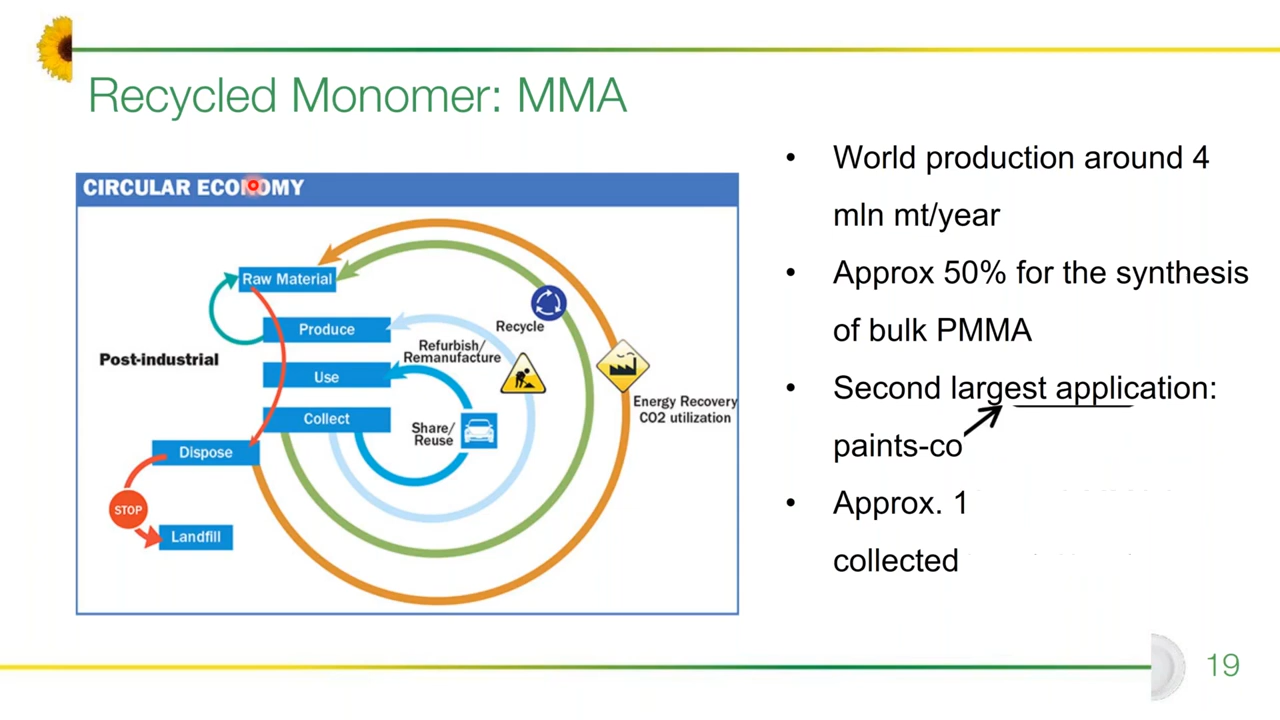 Recycled Monomer: MMA
CIRCULAR ECONOMY
Raw Material
Produce
Post-industrial
Use
Collect
Dispose
STOP
Landfill
Recycle
Refurbish/
Remanufacture
Share/
Reuse
Energy Recovery
CO2 utilization
• World production around 4
mln mt/year
• Approx 50% for the synthesis
of bulk PMMA
• Second largest application:
paints-co
• Approx. 1
collected
19